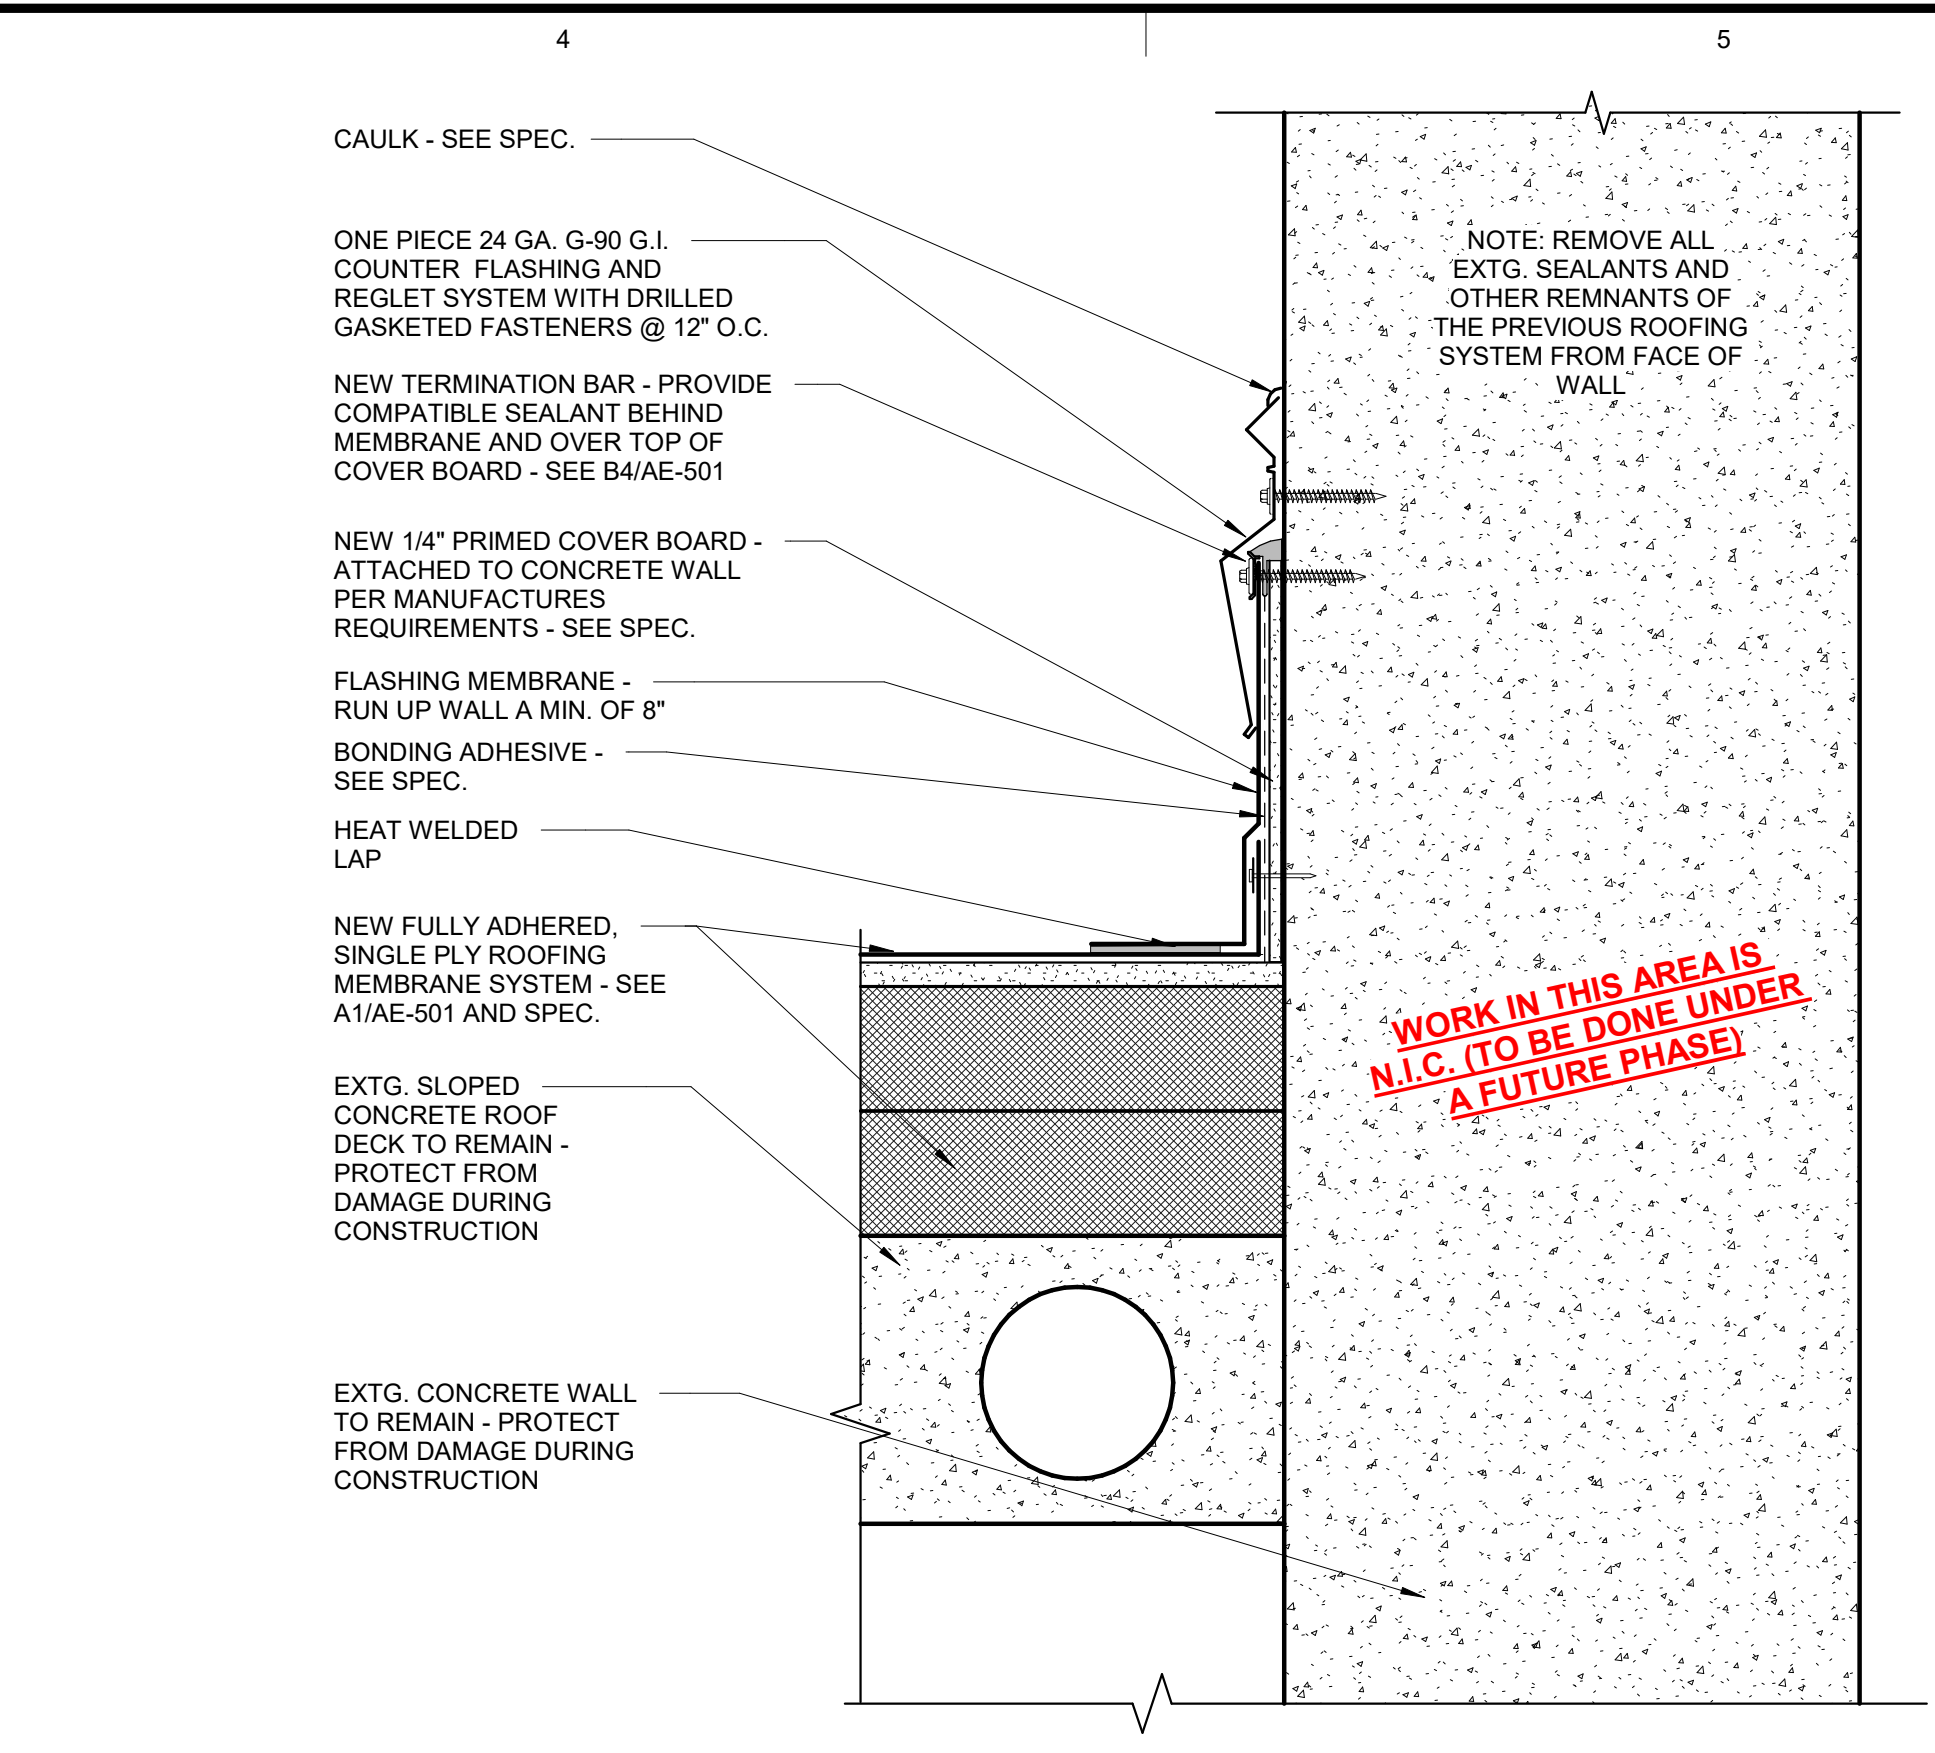 4
5
CAULK - SEE SPEC.
ONE PIECE 24 GA. G-90 G.I.
COUNTER FLASHING AND
REGLET SYSTEM WITH DRILLED
GASKETED FASTENERS @ 12" O.C.
NEW TERMINATION BAR - PROVIDE
COMPATIBLE SEALANT BEHIND
MEMBRANE AND OVER TOP OF
COVER BOARD - SEE B4/AE-501
NEW 1/4" PRIMED COVER BOARD -
ATTACHED TO CONCRETE WALL
PER MANUFACTURES
REQUIREMENTS - SEE SPEC.
FLASHING MEMBRANE -
RUN UP WALL A MIN. OF 8"
BONDING ADHESIVE -
SEE SPEC.
HEAT WELDED
LAP
NEW FULLY ADHERED,
SINGLE PLY ROOFING
MEMBRANE SYSTEM - SEE
A1/AE-501 AND SPEC.
EXTG. SLOPED
CONCRETE ROOF
DECK TO REMAIN -
PROTECT FROM
DAMAGE DURING
CONSTRUCTION
EXTG. CONCRETE WALL
TO REMAIN - PROTECT
FROM DAMAGE DURING
CONSTRUCTION
NOTE: REMOVE ALL
EXTG. SEALANTS AND
OTHER REMNANTS OF
THE PREVIOUS ROOFING
SYSTEM FROM FACE OF
WALL
WORK IN THIS AREA IS
N.I.C. (TO BE DONE UNDER
A FUTURE PHASE)